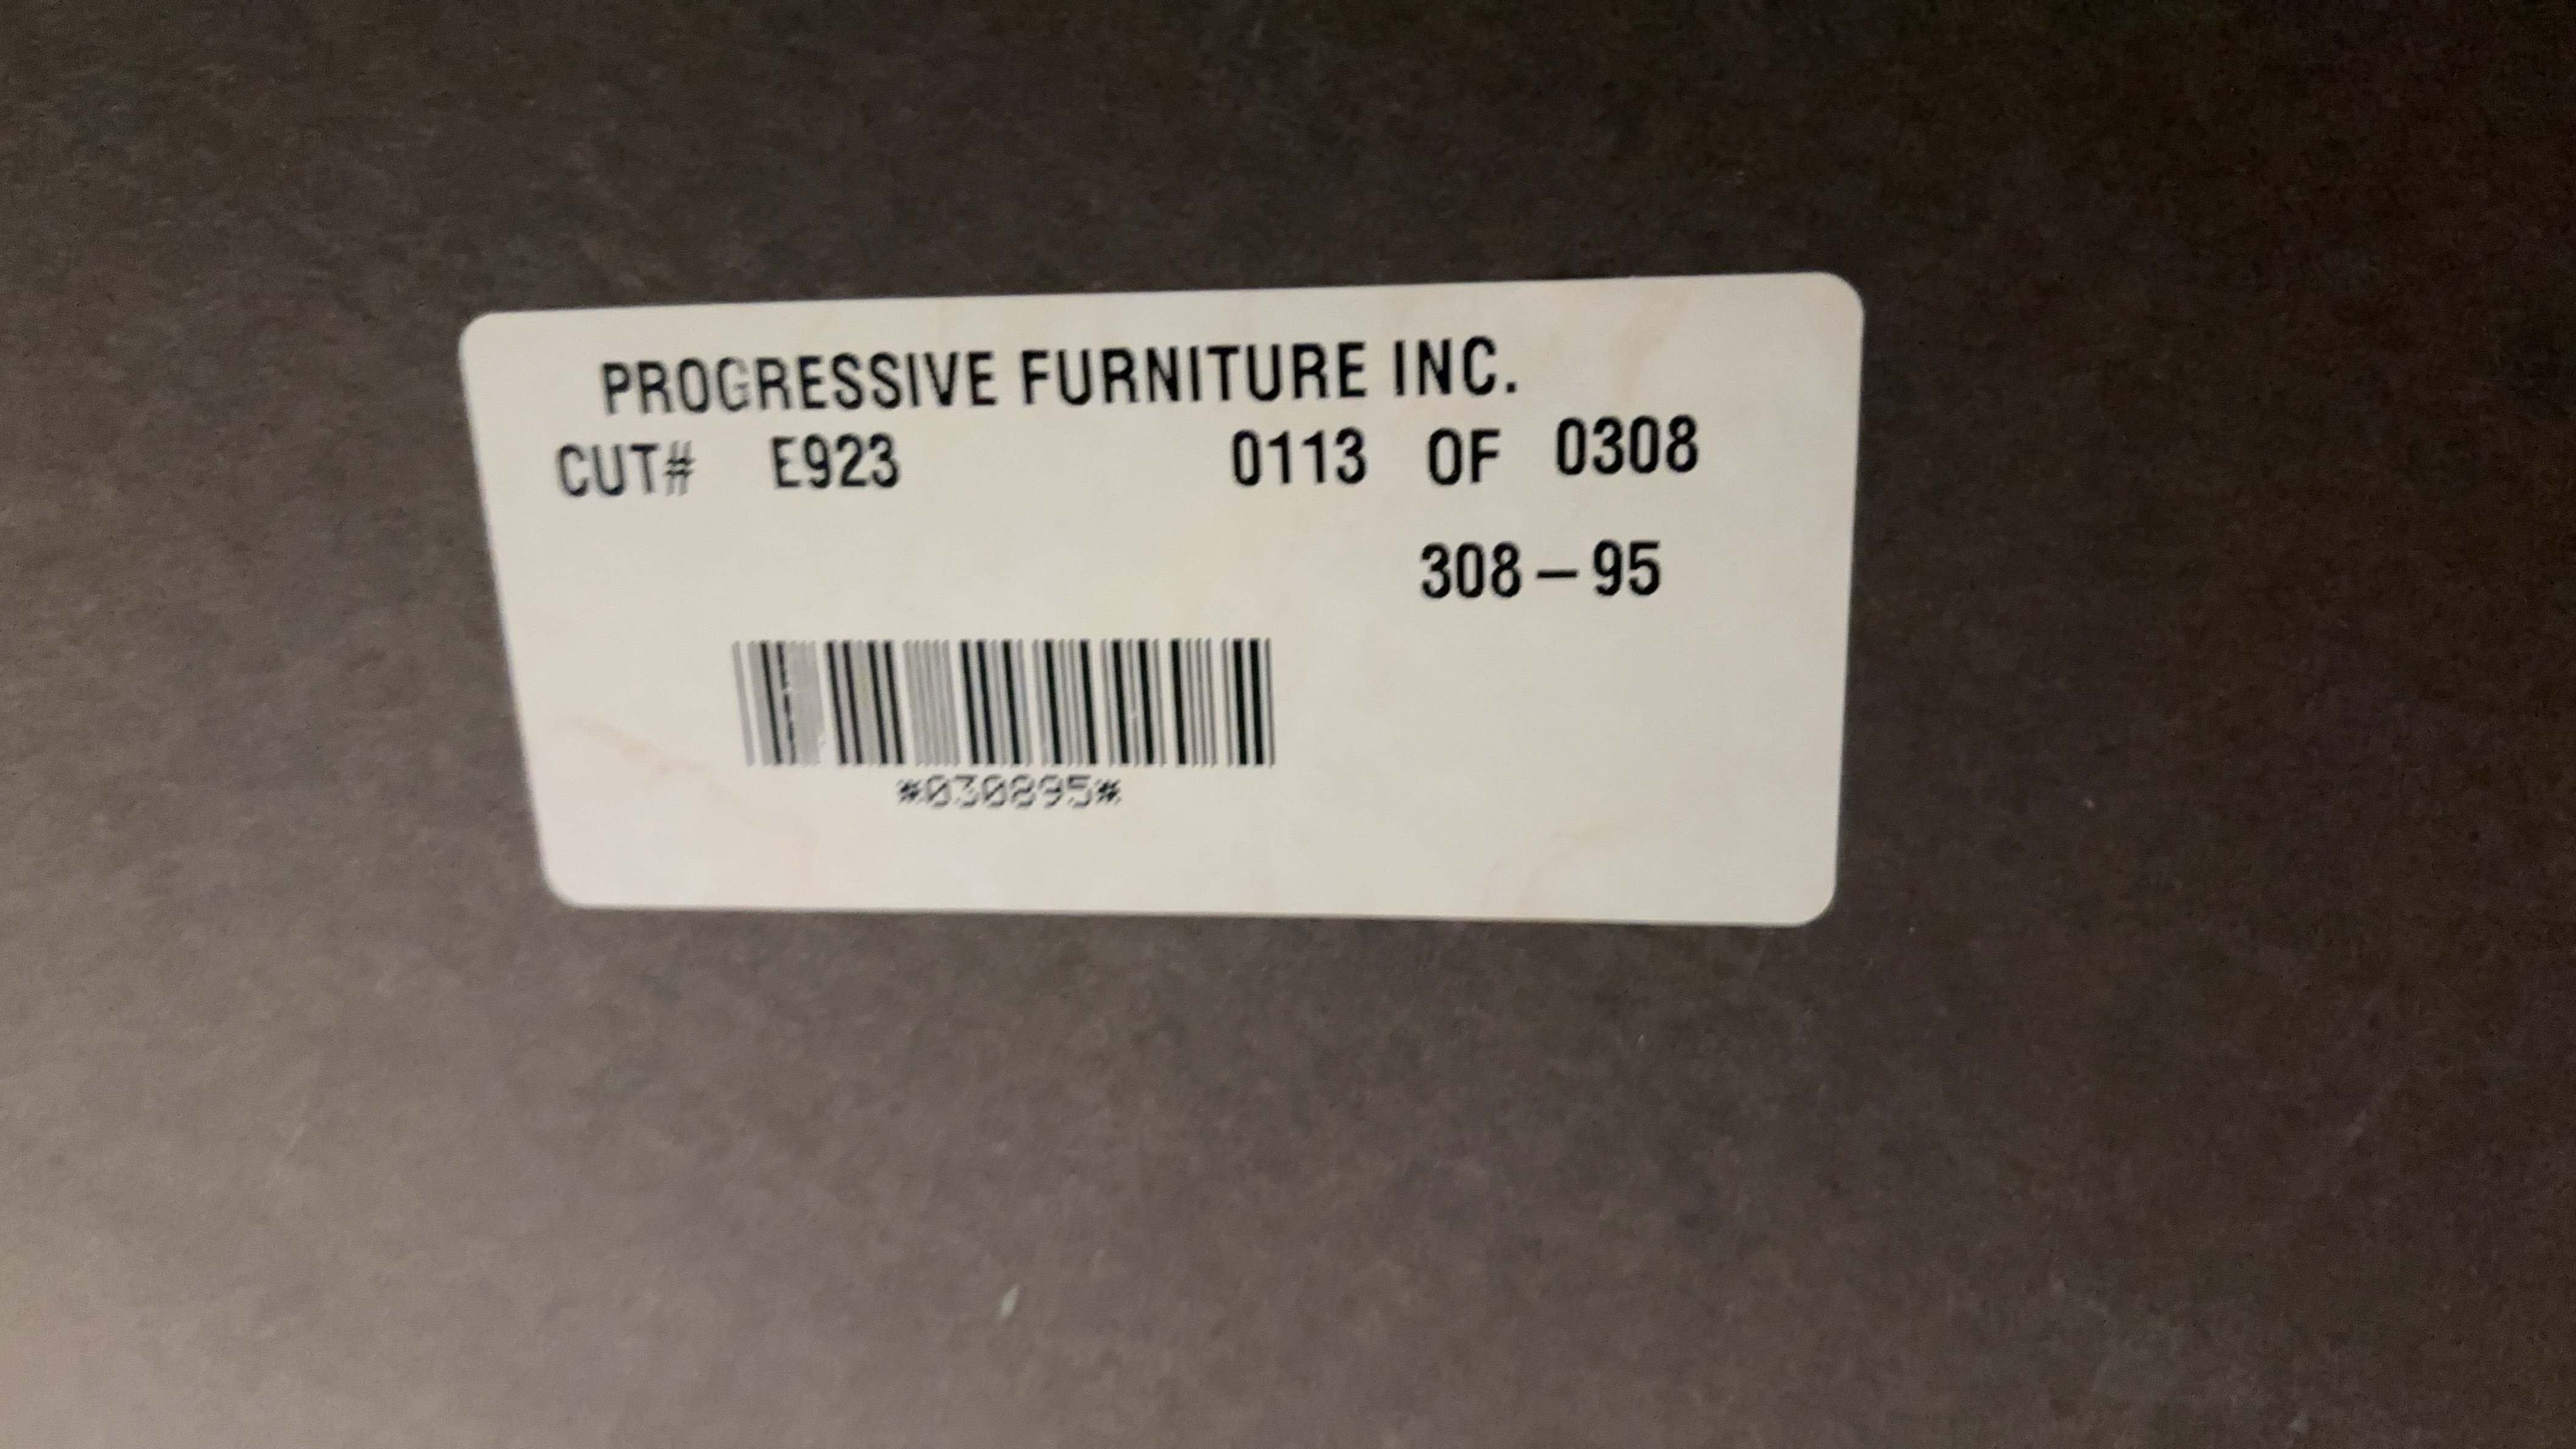 PROGRESSIVE FURNITURE INC.
CUT# E923 0113 OF 0308
308-95
*030895*